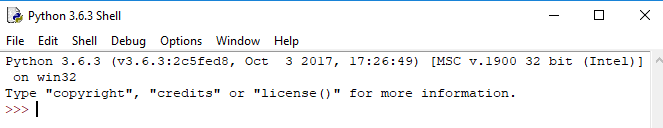 Python 3.6.3 Shell
File Edit Shell Debug Options Window Help
Python 3.6.3 (v3.6.3:2c5fed8, Oct  3 2017, 17:26:49) [MSC v.1900 32 bit (Intel)]
 on win32
Type "copyright", "credits" or "license()" for more information.
>>>